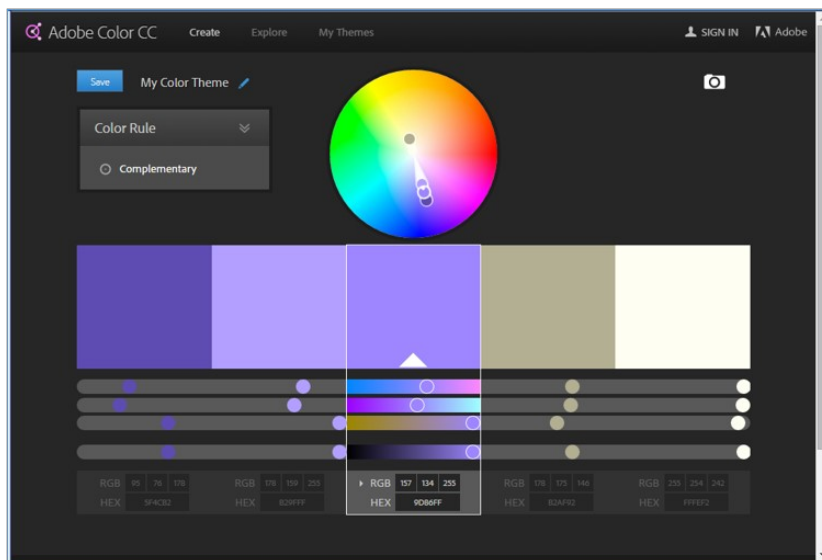 Adobe Color CC Create Explore My Themes SIGN IN Adobe
Save My Color Theme
Color Rule
Complementary
RGB 95 76 178 RGB 178 159 255 RGB 157 134 255 RGB 178 175 146 RGB 255 254 242
HEX 5F4CB2 HEX B29FFF HEX 9D86FF HEX B2AF92 HEX FFFEF2